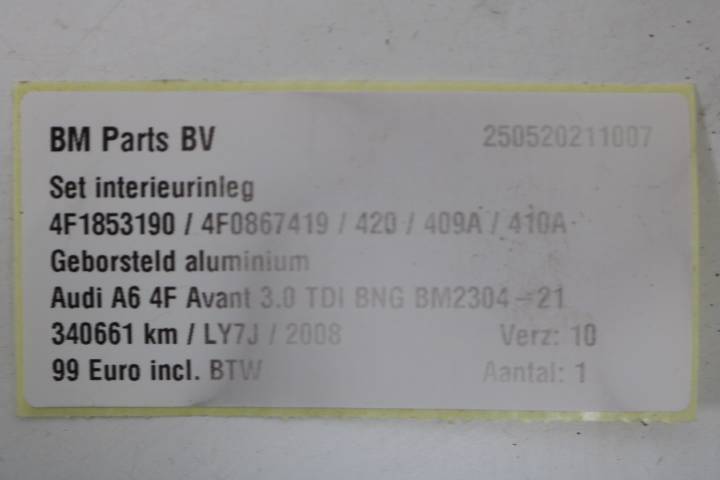 BM Parts BV 250520211007
Set interieurinleg
4F1853190 / 4F0867419 / 420 / 409A / 410A
Geborsteld aluminium
Audi A6 4F Avant 3.0 TDI BNG BM2304-21
340661 km / LY7J / 2008 Verz: 10
99 Euro incl. BTW Aantal: 1